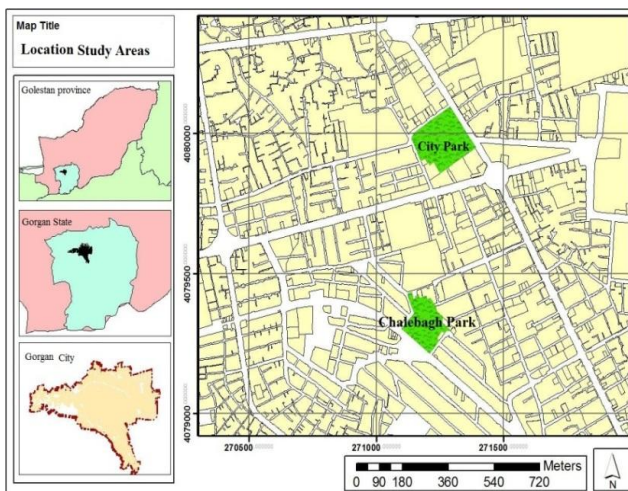 Map Title
Location Study Areas
Golestan province
Gorgan State
Gorgan City
City Park
Chalebagh Park
4080000
4079500
4079000
270500
271000
271500
Meters
0 90 180 360 540 720
N